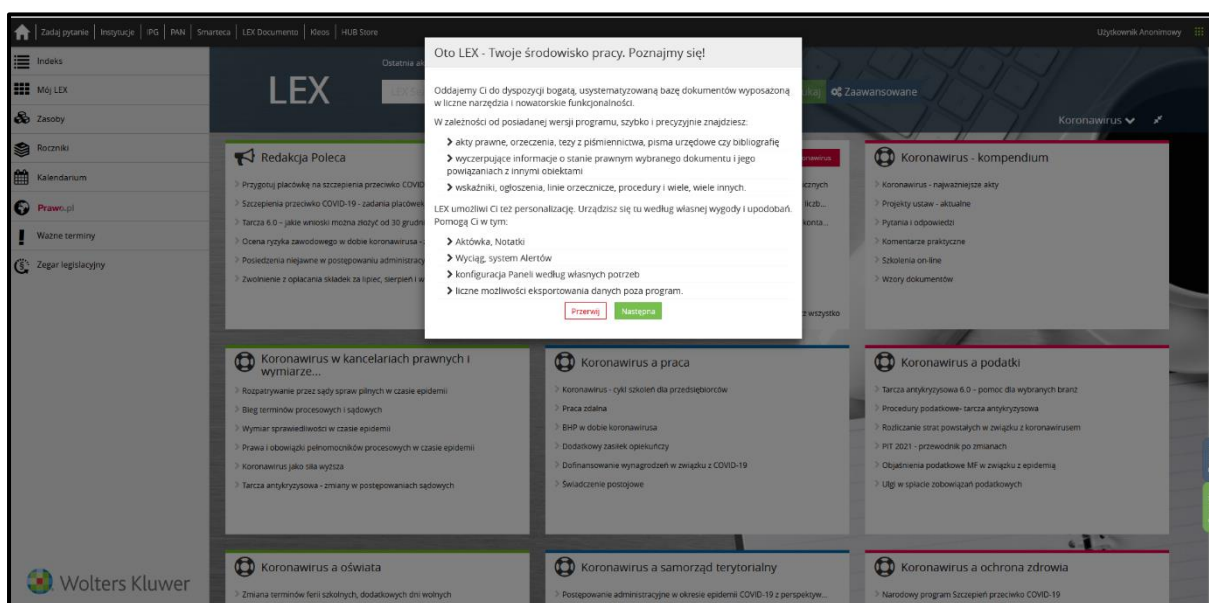 Zadaj pytanie | Instytucje | IPG | PAN | Smarteca | LEX Documento | Kleos | HUB Store
Użytkownik Anonimowy
Indeks
Mój LEX
Zasoby
Roczniki
Kalendarium
Prawo.pl
Ważne terminy
Zegar legislacyjny
Wolters Kluwer
LEX
Ostatnia
Zaawansowane
Koronawirus
Oto LEX - Twoje środowisko pracy. Poznajmy się!
Oddajemy Ci do dyspozycji bogatą, usystematyzowaną bazę dokumentów wyposażoną
w liczne narzędzia i nowatorskie funkcjonalności.
W zależności od posiadanej wersji programu, szybko i precyzyjnie znajdziesz:
akty prawne, orzeczenia, tezy z piśmiennictwa, pisma urzędowe czy bibliografię
wyczerpujące informacje o stanie prawnym wybranego dokumentu i jego
powiązaniach z innymi obiektami
wskaźniki, ogłoszenia, linie orzecznicze, procedury i wiele, wiele innych.
LEX umożliwi Ci też personalizację. Urządzisz się tu według własnej wygody i upodobań.
Pomogą Ci w tym:
Aktówka, Notatki
Wyciąg, system Alertów
konfiguracja Paneli według własnych potrzeb
liczne możliwości eksportowania danych poza program.
Przerwij
Następna
Redakcja Poleca
Przygotuj placówkę na szczepienia przeciwko COVID
Szczepienia przeciwko COVID-19 - zadania placówek
Tarcza 6.0 – jakie wnioski można złożyć od 30 grudn
Ocena ryzyka zawodowego w dobie koronawirusa -
Posiedzenia niejawne w postępowaniu administracy
Zwolnienie z opłacania składek za lipiec, sierpień i w
icznych
liczb...
konta...
wszystko
Koronawirus - kompendium
Koronawirus - najważniejsze akty
Projekty ustaw - aktualne
Pytania i odpowiedzi
Komentarze praktyczne
Szkolenia on-line
Wzory dokumentów
Koronawirus w kancelariach prawnych i
wymiarze...
Rozpatrywanie przez sądy spraw pilnych w czasie epidemii
Bieg terminów procesowych i sądowych
Wymiar sprawiedliwości w czasie epidemii
Prawa i obowiązki pełnomocników procesowych w czasie epidemii
Koronawirus jako siła wyższa
Tarcza antykryzysowa - zmiany w postępowaniach sądowych
Koronawirus a praca
Koronawirus - cykl szkoleń dla przedsiębiorców
Praca zdalna
BHP w dobie koronawirusa
Dodatkowy zasiłek opiekuńczy
Dofinansowanie wynagrodzeń w związku z COVID-19
Świadczenie postojowe
Koronawirus a podatki
Tarcza antykryzysowa 6.0 – pomoc dla wybranych branż
Procedury podatkowe- tarcza antykryzysowa
Rozliczanie strat powstałych w związku z koronawirusem
PIT 2021 - przewodnik po zmianach
Objaśnienia podatkowe MF w związku z epidemią
Ulgi w spłacie zobowiązań podatkowych
Koronawirus a oświata
Zmiana terminów ferii szkolnych, dodatkowych dni wolnych
Koronawirus a samorząd terytorialny
Postępowanie administracyjne w okresie epidemii COVID-19 z perspektyw...
Koronawirus a ochrona zdrowia
Narodowy program Szczepień przeciwko COVID-19